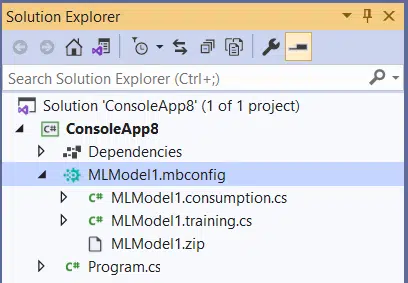 Solution Explorer
Search Solution Explorer (Ctrl+;)
Solution 'ConsoleApp8' (1 of 1 project)
C# ConsoleApp8
Dependencies
MLModel1.mbconfig
C# MLModel1.consumption.cs
C# MLModel1.training.cs
MLModel1.zip
C# Program.cs